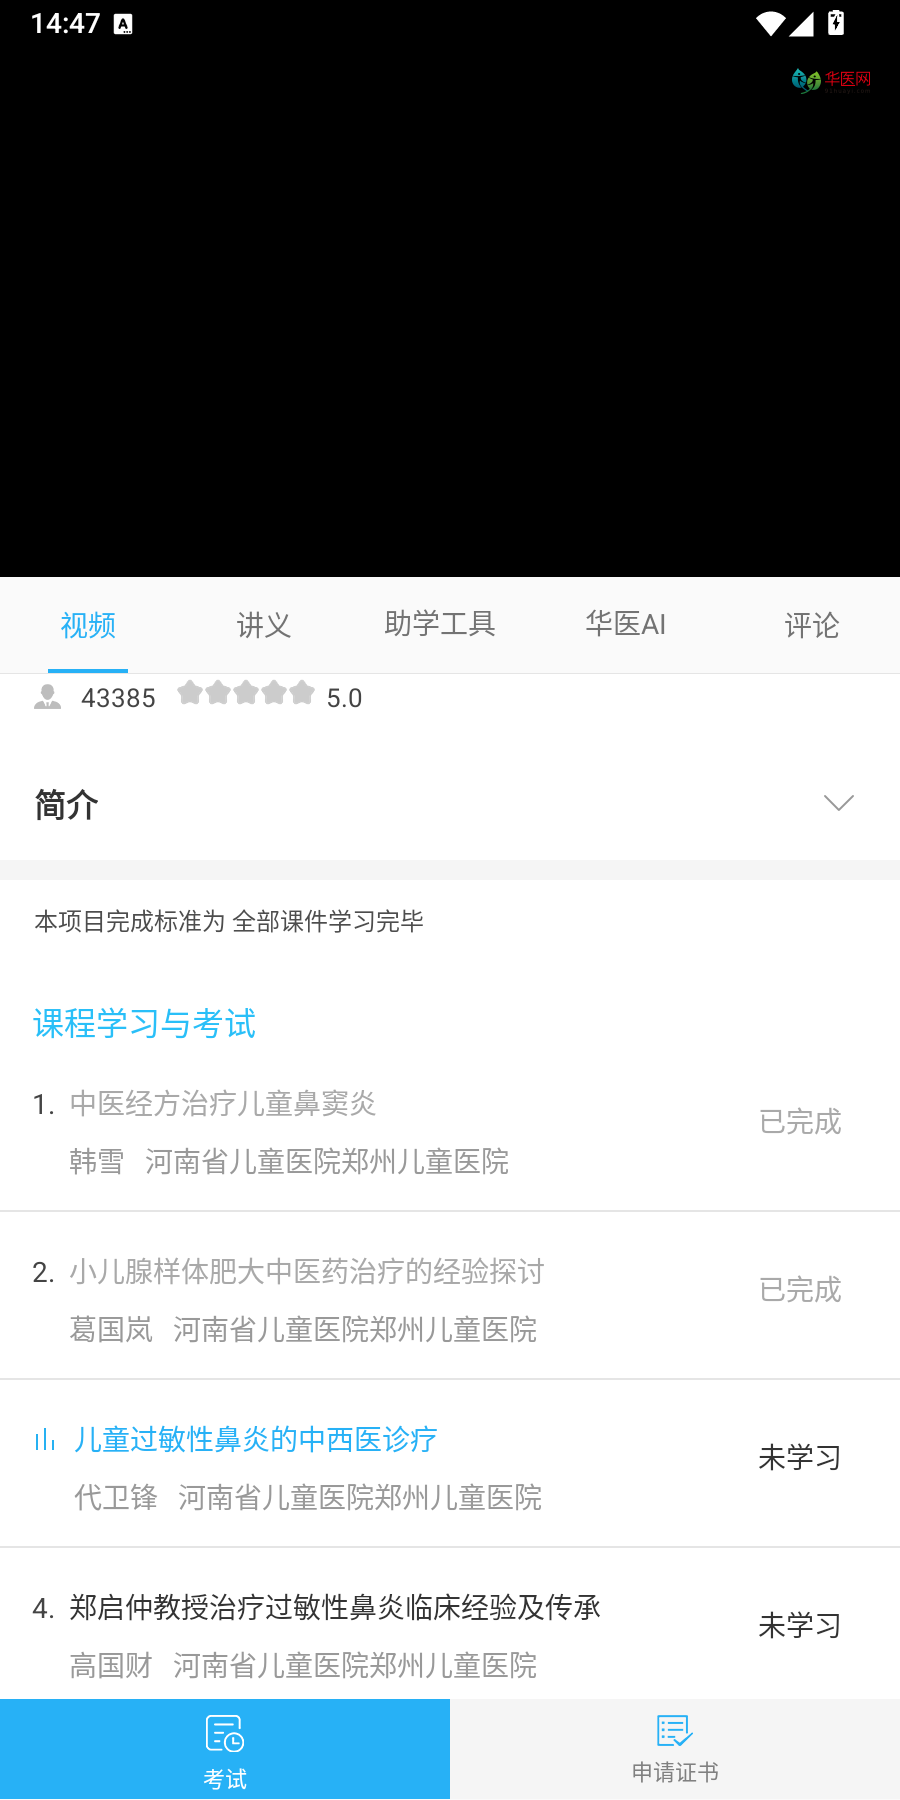 14:47
华医网
视频 讲义 助学工具 华医AI 评论
43385 5.0
简介
本项目完成标准为 全部课件学习完毕
课程学习与考试
1. 中医经方治疗儿童鼻窦炎
已完成
韩雪 河南省儿童医院郑州儿童医院
2. 小儿腺样体肥大中医药治疗的经验探讨
已完成
葛国岚 河南省儿童医院郑州儿童医院
儿童过敏性鼻炎的中西医诊疗
未学习
代卫锋 河南省儿童医院郑州儿童医院
4. 郑启仲教授治疗过敏性鼻炎临床经验及传承
未学习
高国财 河南省儿童医院郑州儿童医院
考试 申请证书